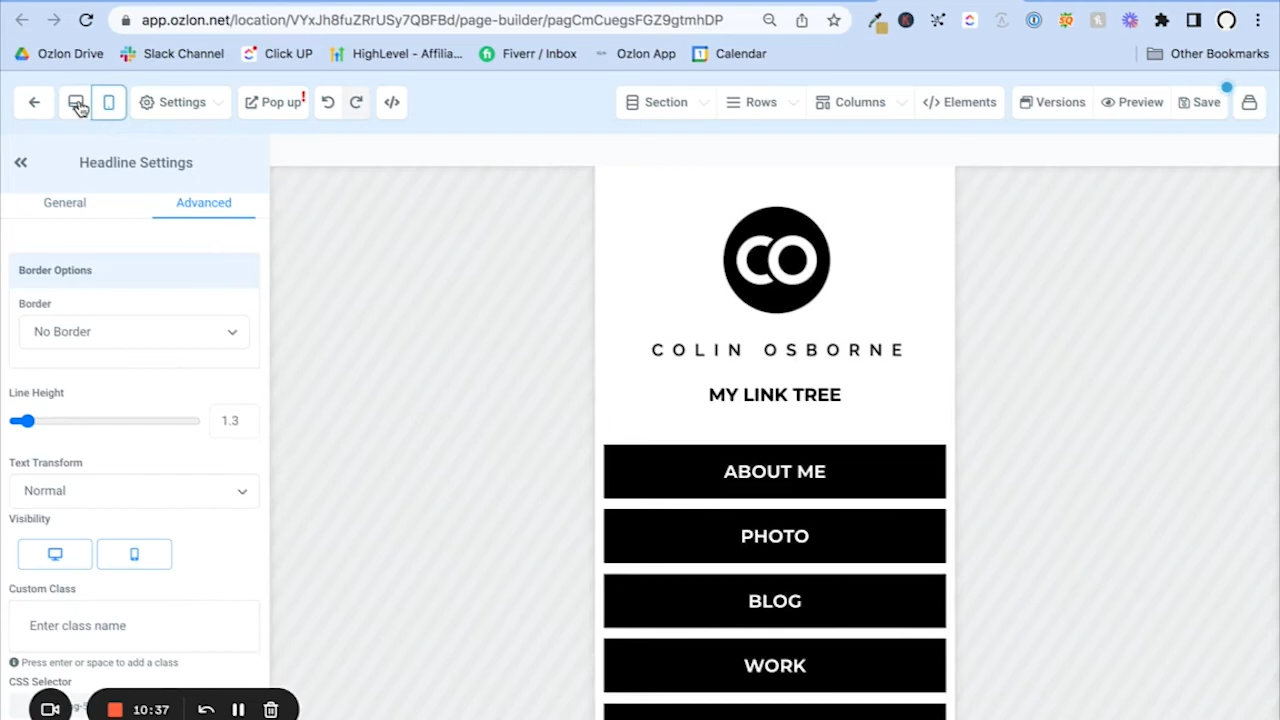 app.ozlon.net/location/VYxJh8fuZRrUSy7QBFBd/page-builder/pagCmCuegsFGZ9gtmhDP
Ozlon Drive Slack Channel Click UP HighLevel - Affilia... Fiverr / Inbox Ozlon App Calendar Other Bookmarks
Settings Pop up! Section Rows Columns </> Elements Versions Preview Save
Headline Settings
General Advanced
Border Options
Border
No Border
Line Height
1.3
Text Transform
Normal
Visibility
Custom Class
Enter class name
Press enter or space to add a class
CSS Selector
10:37
CO
COLIN OSBORNE
MY LINK TREE
ABOUT ME
PHOTO
BLOG
WORK